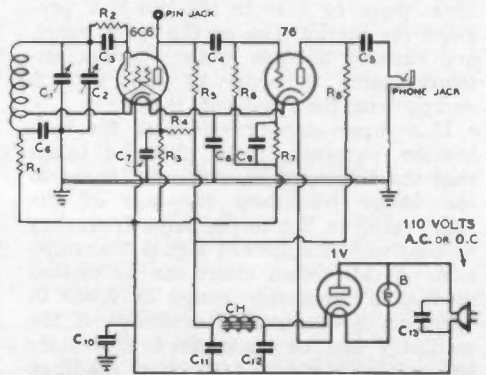 R2
PIN JACK
6C6
76
C3
C4
C5
C1
C2
R4
R5
R6
R8
PHONE JACK
C6
R1
C7
R3
C8
C9
R7
110 VOLTS
A.C. OR D.C
1V
B
CH
C13
C10
C11
C12